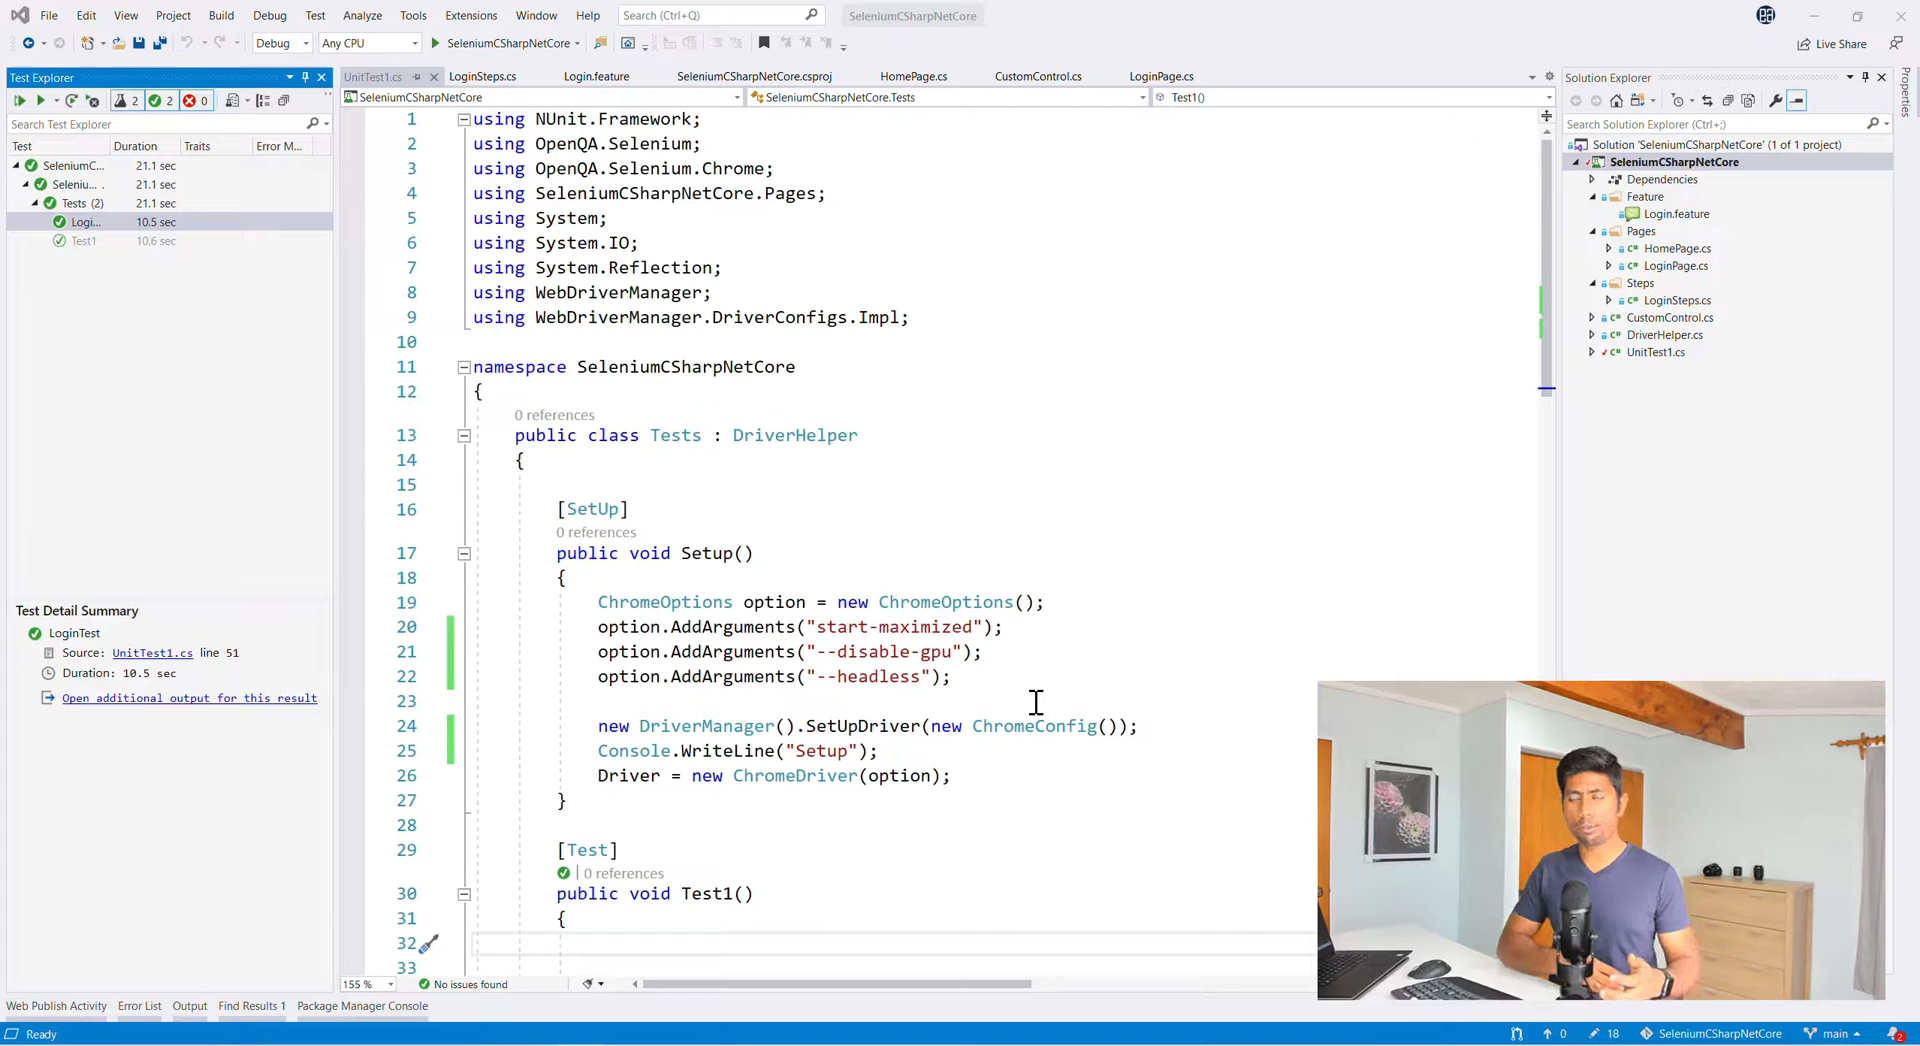 File Edit View Project Build Debug Test Analyze Tools Extensions Window Help Search (Ctrl+Q) SeleniumCSharpNetCore
Debug Any CPU SeleniumCSharpNetCore Live Share
Test Explorer
2 2 0
Search Test Explorer
Test Duration Traits Error M...
SeleniumC... 21.1 sec
Seleniu... 21.1 sec
Tests (2) 21.1 sec
Logi... 10.5 sec
Test1 10.6 sec
Test Detail Summary
LoginTest
Source: UnitTest1.cs line 51
Duration: 10.5 sec
Open additional output for this result
UnitTest1.cs LoginSteps.cs Login.feature SeleniumCSharpNetCore.csproj HomePage.cs CustomControl.cs LoginPage.cs
SeleniumCSharpNetCore SeleniumCSharpNetCore.Tests Test1()
1 using NUnit.Framework;
2 using OpenQA.Selenium;
3 using OpenQA.Selenium.Chrome;
4 using SeleniumCSharpNetCore.Pages;
5 using System;
6 using System.IO;
7 using System.Reflection;
8 using WebDriverManager;
9 using WebDriverManager.DriverConfigs.Impl;
10
11 namespace SeleniumCSharpNetCore
12 {
0 references
13 public class Tests : DriverHelper
14 {
15
16 [SetUp]
0 references
17 public void Setup()
18 {
19 ChromeOptions option = new ChromeOptions();
20 option.AddArguments("start-maximized");
21 option.AddArguments("--disable-gpu");
22 option.AddArguments("--headless");
23
24 new DriverManager().SetUpDriver(new ChromeConfig());
25 Console.WriteLine("Setup");
26 Driver = new ChromeDriver(option);
27 }
28
29 [Test]
0 references
30 public void Test1()
31 {
32
33
155 % No issues found
Solution Explorer
Search Solution Explorer (Ctrl+;)
Solution 'SeleniumCSharpNetCore' (1 of 1 project)
SeleniumCSharpNetCore
Dependencies
Feature
Login.feature
Pages
HomePage.cs
LoginPage.cs
Steps
LoginSteps.cs
CustomControl.cs
DriverHelper.cs
UnitTest1.cs
Properties
Web Publish Activity Error List Output Find Results 1 Package Manager Console
Ready 0 18 SeleniumCSharpNetCore main 2